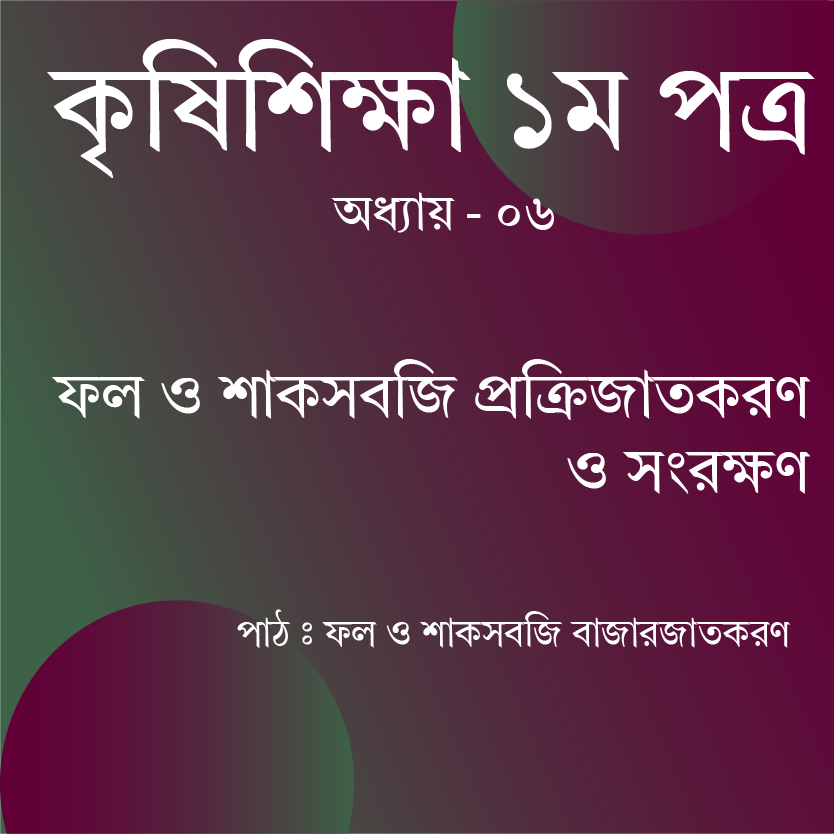 কৃষিশিক্ষা ১ম পত্র
অধ্যায় - ০৬
ফল ও শাকসবজি প্রক্রিজাতকরণ
ও সংরক্ষণ
পাঠ ঃ ফল ও শাকসবজি বাজারজাতকরণ